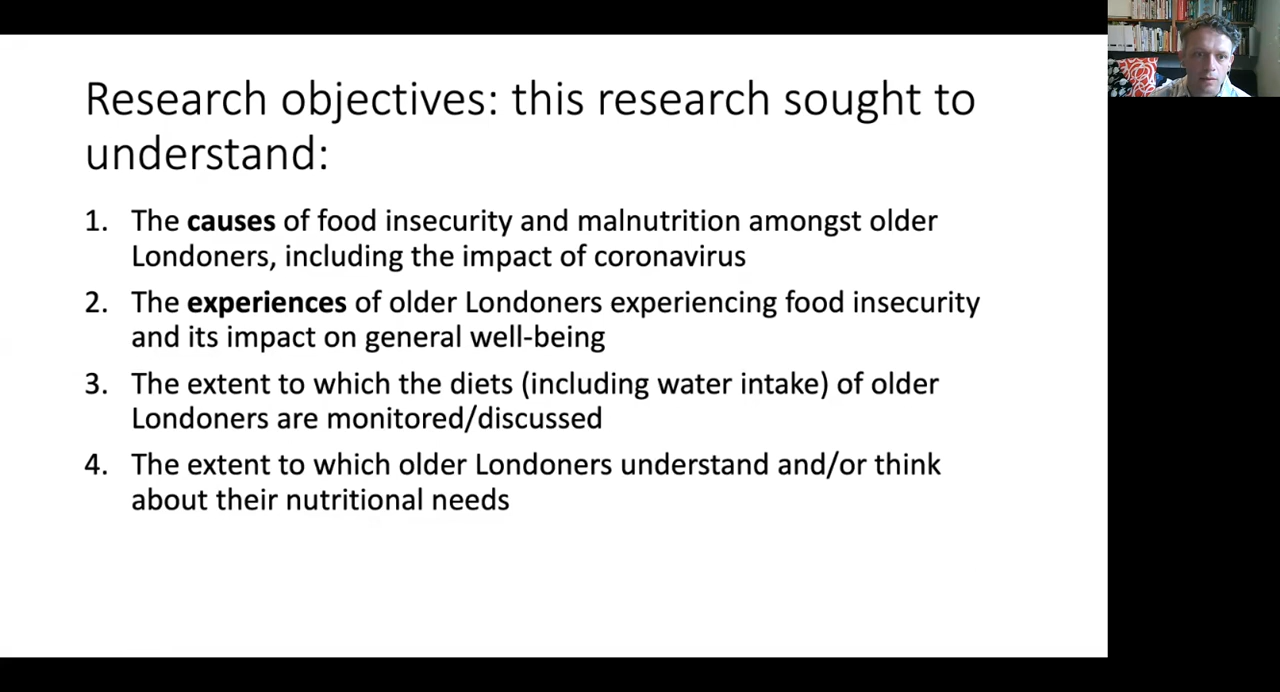 Research objectives: this research sought to
understand:
1. The causes of food insecurity and malnutrition amongst older
Londoners, including the impact of coronavirus
2. The experiences of older Londoners experiencing food insecurity
and its impact on general well-being
3. The extent to which the diets (including water intake) of older
Londoners are monitored/discussed
4. The extent to which older Londoners understand and/or think
about their nutritional needs